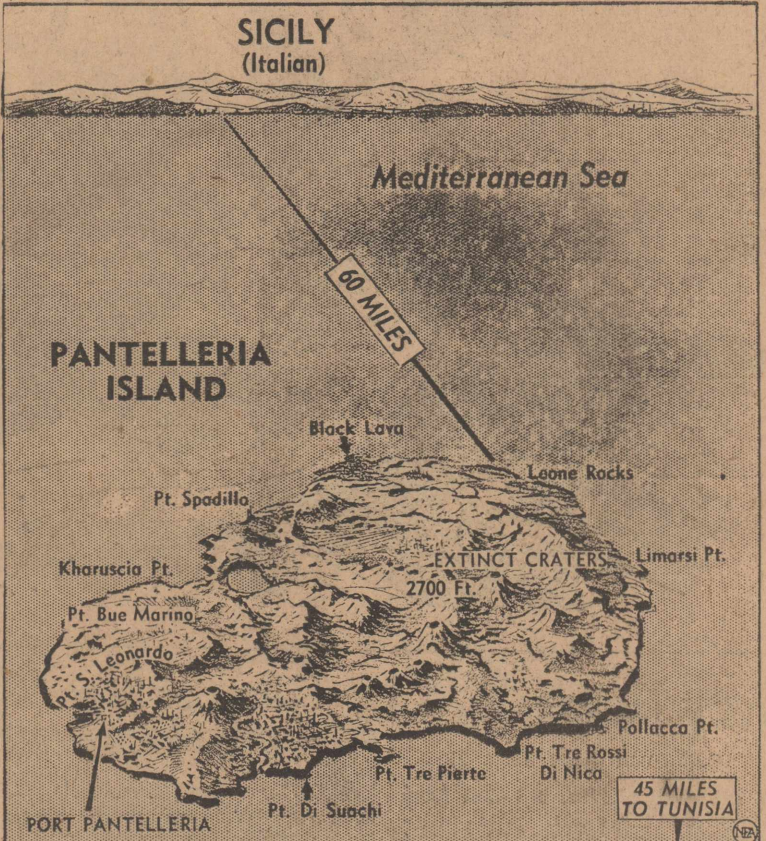 SICILY
(Italian)
Mediterranean Sea
60 MILES
PANTELLERIA
ISLAND
Black Lava
Leone Rocks
Pt. Spadillo
EXTINCT CRATERS
Limarsi Pt.
Kharuscia Pt.
2700 Ft.
Pt. Bue Marino
Pt. S. Leonardo
Pollacca Pt.
Pt. Tre Rossi
Di Nica
Pt. Tre Pierte
45 MILES
TO TUNISIA
Pt. Di Suachi
PORT PANTELLERIA
NEA